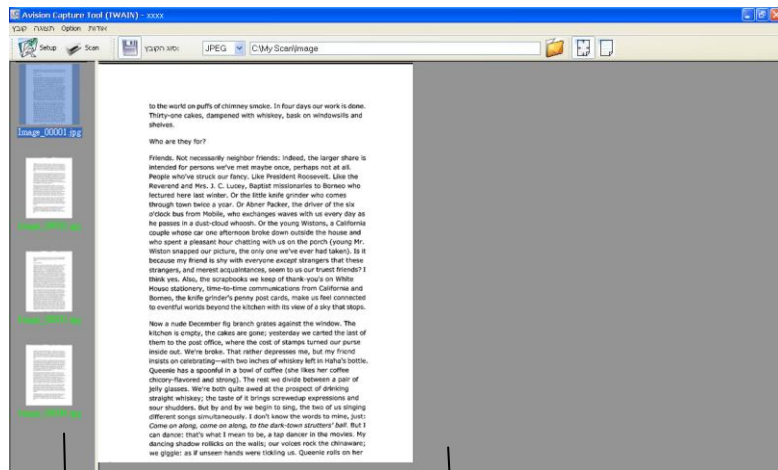 Avision Capture Tool (TWAIN) - xxxx
קובץ תצוגה Option אודות
Setup Scan סוג הקובץ: JPEG C:\My Scan\Image
Image_00001.jpg
to the world on puffs of chimney smoke. In four days our work is done.
Thirty-one cakes, dampened with whiskey, bask on windowsills and
shelves.
Who are they for?
Friends. Not necessarily neighbor friends: indeed, the larger share is
intended for persons we've met maybe once, perhaps not at all.
People who've struck our fancy. Like President Roosevelt. Like the
Reverend and Mrs. J. C. Lucey, Baptist missionaries to Borneo who
lectured here last winter. Or the little knife grinder who comes
through town twice a year. Or Abner Packer, the driver of the six
o'clock bus from Mobile, who exchanges waves with us every day as
he passes in a dust-cloud whoosh. Or the young Wistons, a California
couple whose car one afternoon broke down outside the house and
who spent a pleasant hour chatting with us on the porch (young Mr.
Wiston snapped our picture, the only one we've ever had taken). Is it
because my friend is shy with everyone except strangers that these
strangers, and merest acquaintances, seem to us our truest friends? I
think yes. Also, the scrapbooks we keep of thank-you's on White
House stationery, time-to-time communications from California and
Borneo, the knife grinder's penny post cards, make us feel connected
to eventful worlds beyond the kitchen with its view of a sky that stops.
Now a nude December fig branch grates against the window. The
kitchen is empty, the cakes are gone; yesterday we carted the last of
them to the post office, where the cost of stamps turned our purse
inside out. We're broke. That rather depresses me, but my friend
insists on celebrating—with two inches of whiskey left in Haha's bottle.
Queenie has a spoonful in a bowl of coffee (she likes her coffee
chicory-flavored and strong). The rest we divide between a pair of
jelly glasses. We're both quite awed at the prospect of drinking
straight whiskey; the taste of it brings screwedup expressions and
sour shudders. But by and by we begin to sing, the two of us singing
different songs simultaneously. I don't know the words to mine, just:
Come on along, come on along, to the dark-town strutters' ball. But I
can dance: that's what I mean to be, a tap dancer in the movies. My
dancing shadow rollicks on the walls; our voices rock the chinaware;
we giggle: as if unseen hands were tickling us. Queenie rolls on her